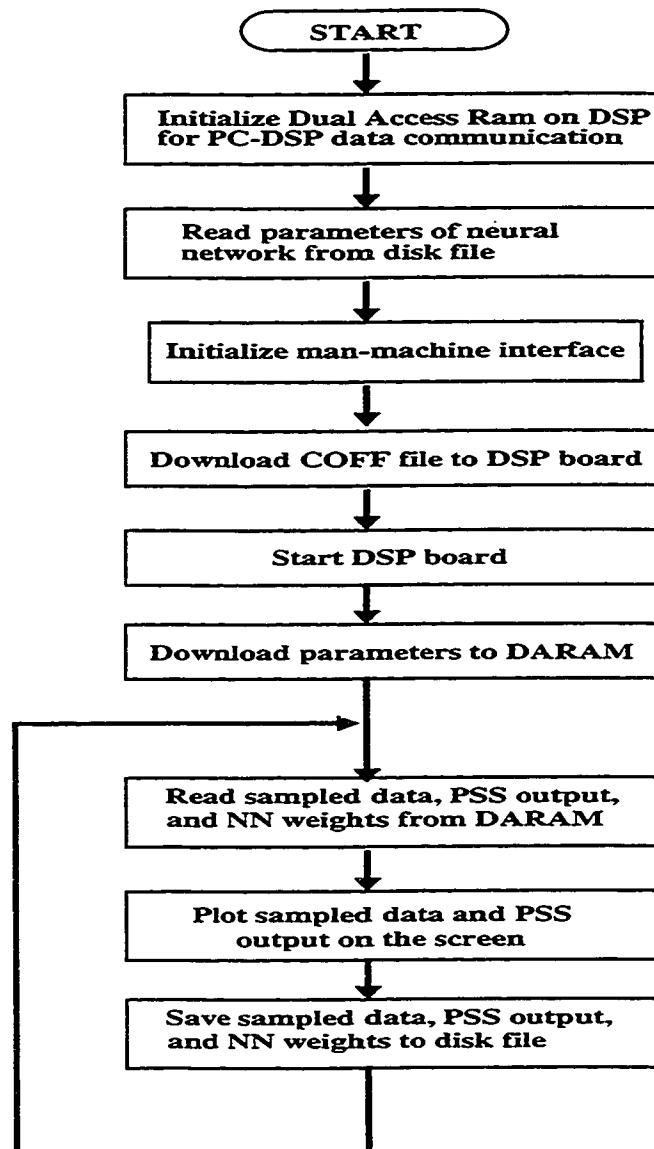 START
Initialize Dual Access Ram on DSP
for PC-DSP data communication
Read parameters of neural
network from disk file
Initialize man-machine interface
Download COFF file to DSP board
Start DSP board
Download parameters to DARAM
Read sampled data, PSS output,
and NN weights from DARAM
Plot sampled data and PSS
output on the screen
Save sampled data, PSS output,
and NN weights to disk file